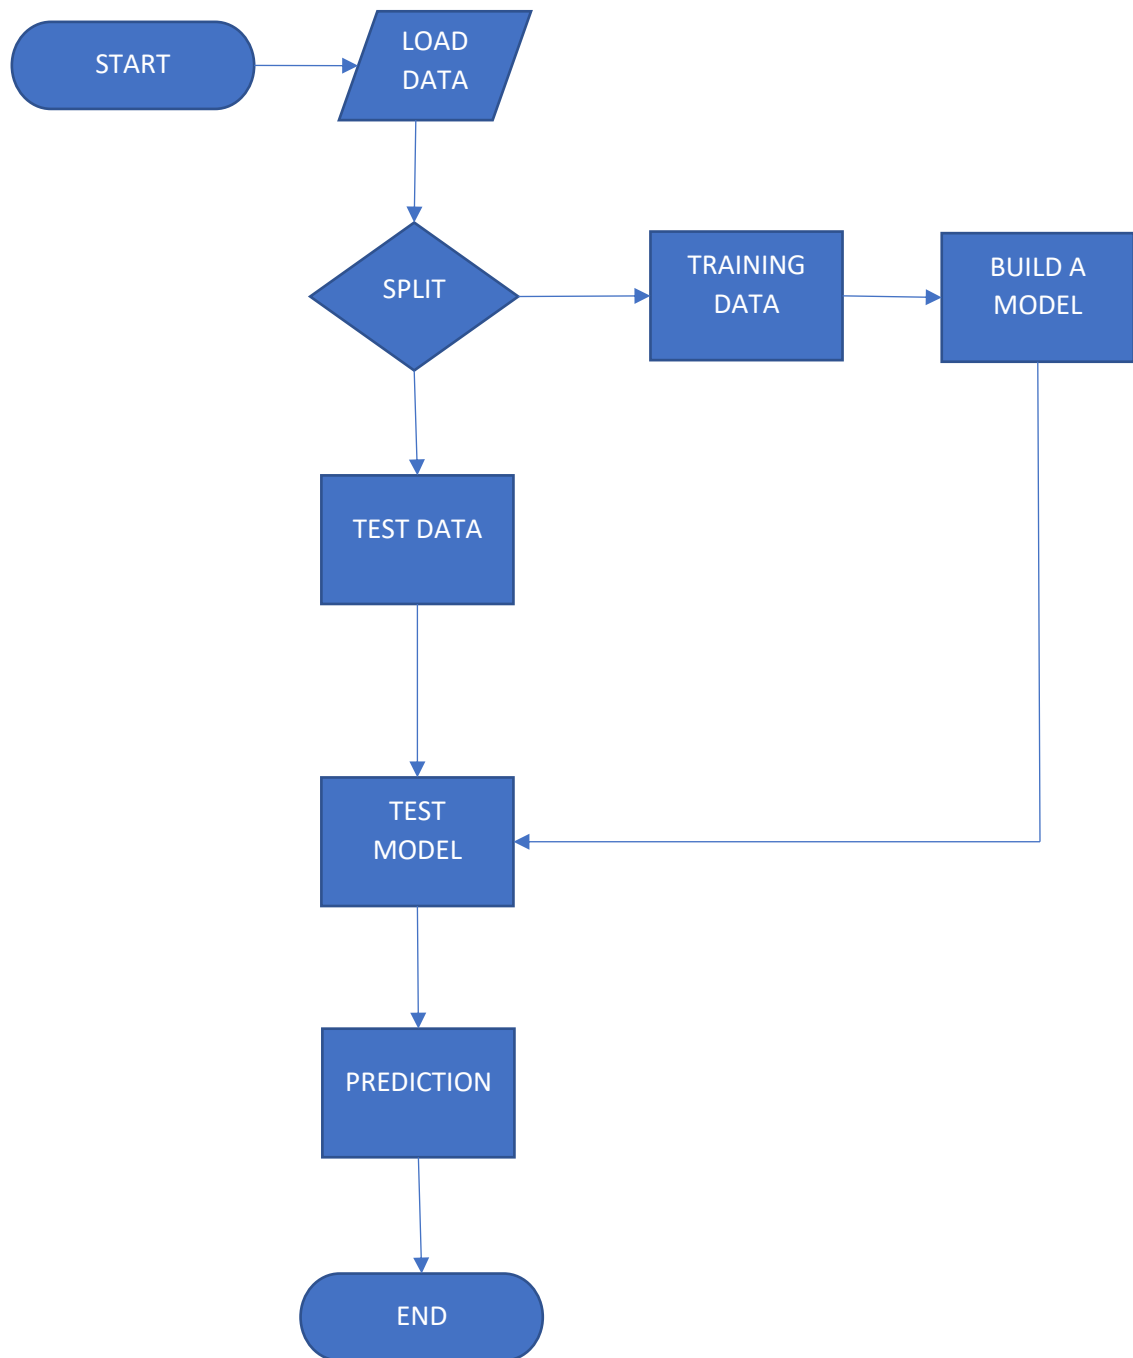 START
LOAD
DATA
SPLIT
TRAINING
DATA
BUILD A
MODEL
TEST DATA
TEST
MODEL
PREDICTION
END